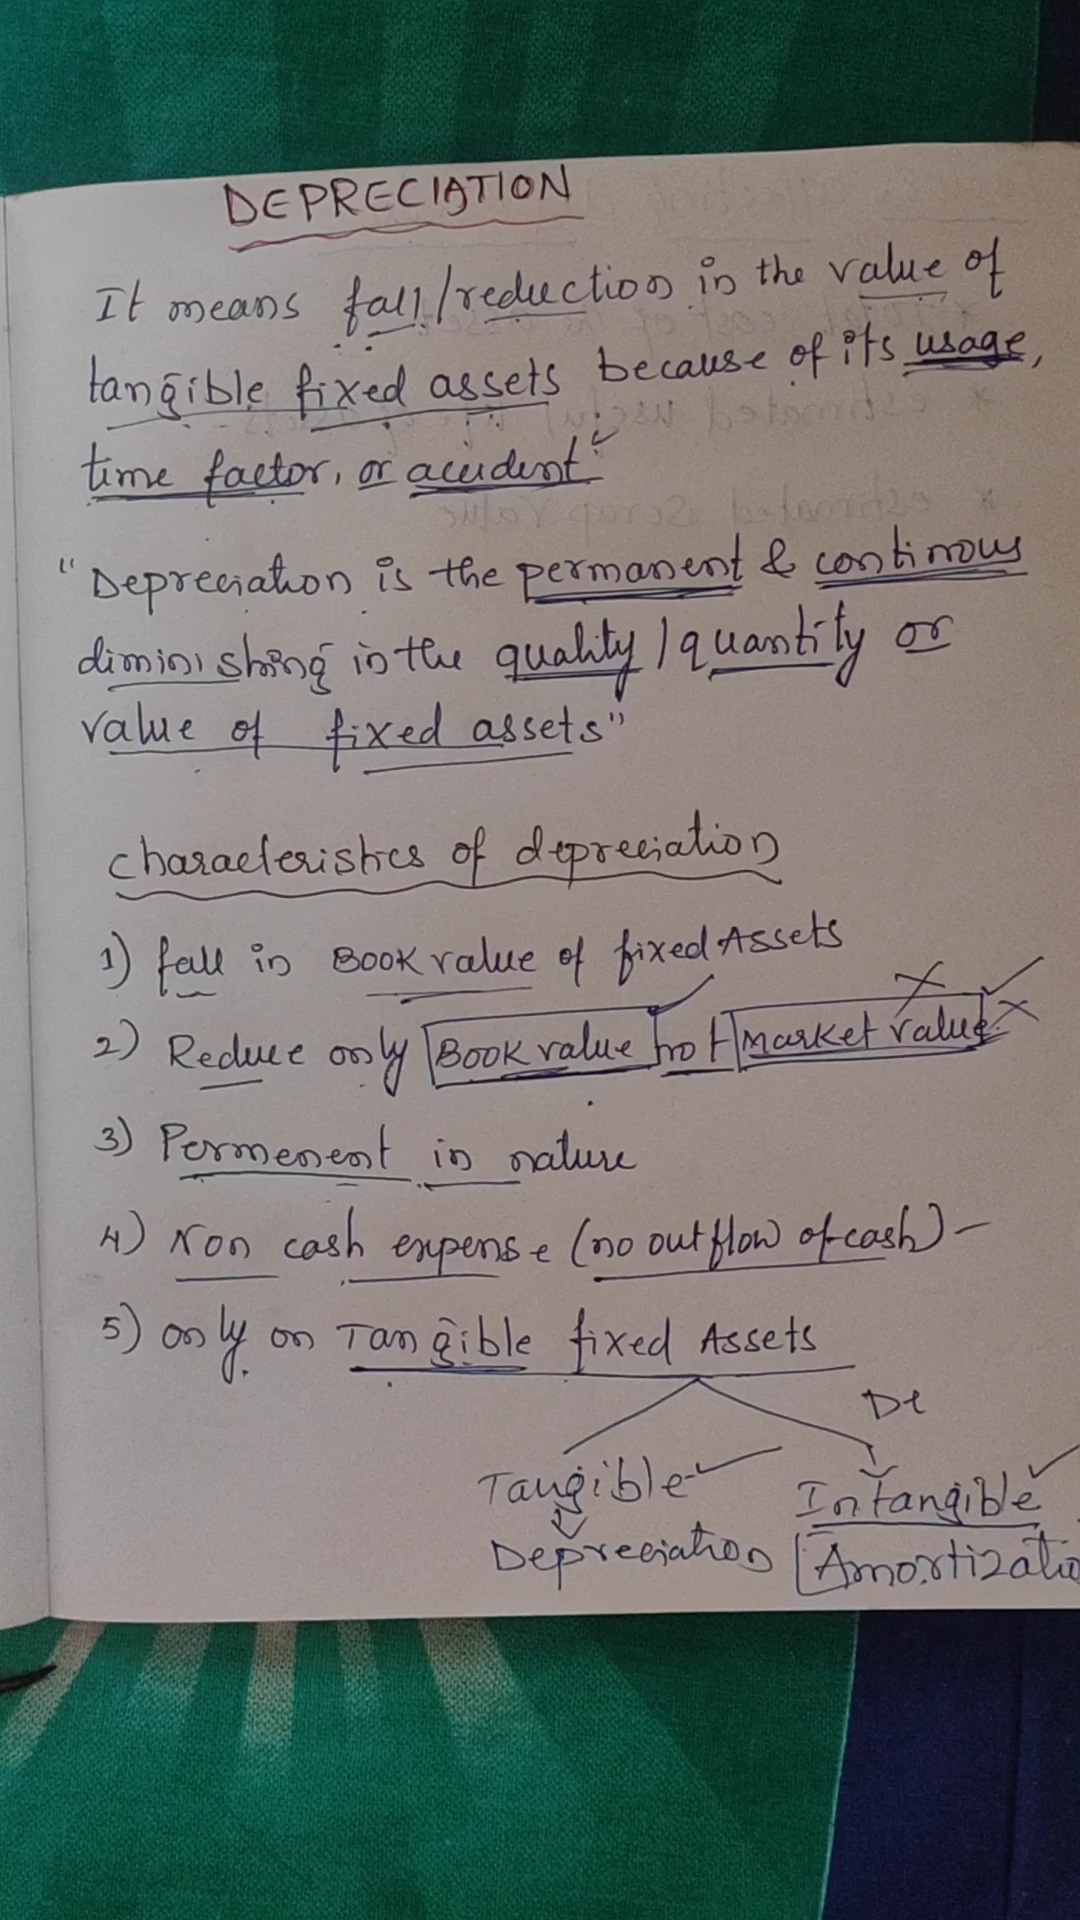 DEPRECIATION
It means fall/reduction in the value of
tangible fixed assets because of its usage,
time factor, or accident.
"Depreciation is the permanent & continous
diminishing in the quality / quantity or
value of fixed assets"
characteristics of depreciation
1) fall in Book value of fixed Assets
2) Reduce only Book value not Market value.
3) Permenent in nature
4) Non cash expense (no outflow of cash) -
5) only on Tangible fixed Assets
De
Tangible Intangible
Depreciation Amortizatio